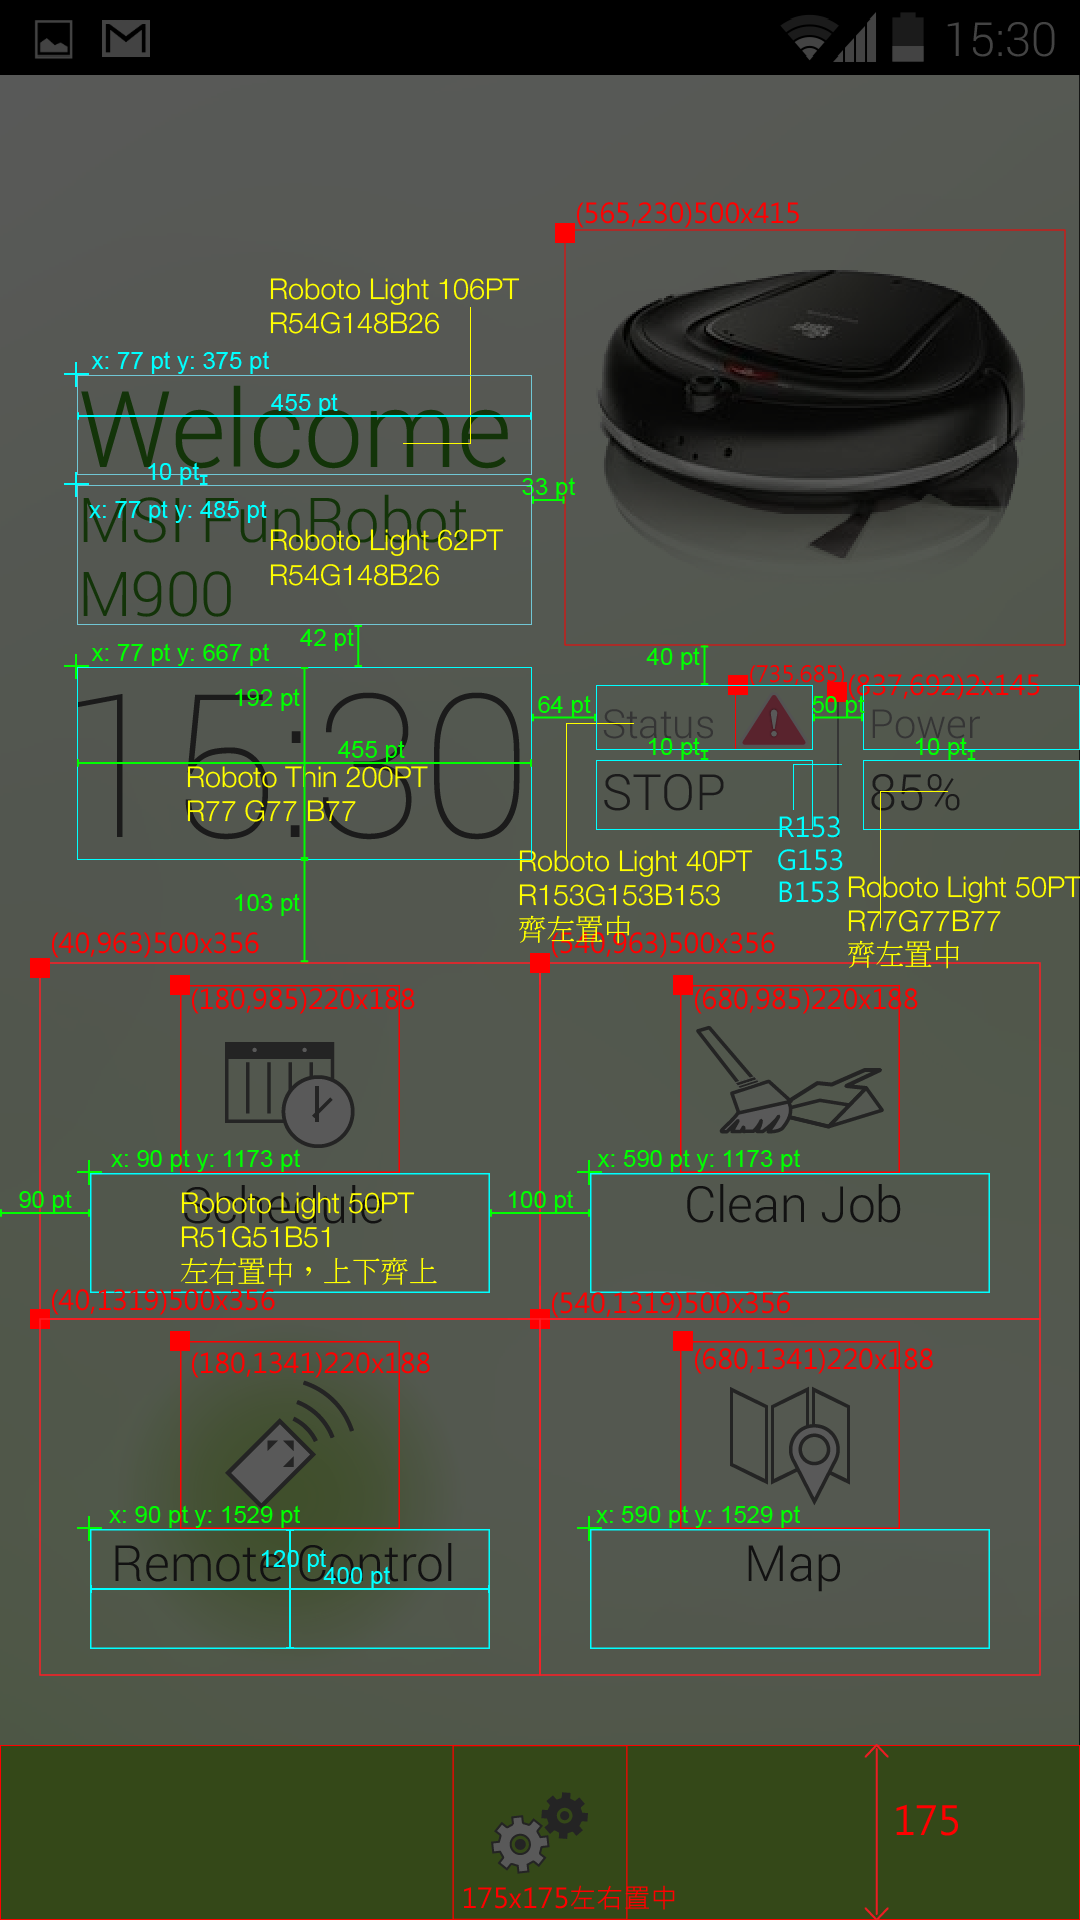 15:30
(565,230)500x415
Roboto Light 106PT
R54G148B26
x: 77 pt y: 375 pt
455 pt
Welcome
10 pt
33 pt
x: 77 pt y: 485 pt
MSI FunRobot
M900
Roboto Light 62PT
R54G148B26
42 pt
x: 77 pt y: 667 pt
40 pt
(735,685)
(837,692)2x145
192 pt
64 pt
50 pt
Status
Power
455 pt
10 pt
10 pt
15:30
Roboto Thin 200PT
R77 G77 B77
STOP
85%
R153
G153
B153
Roboto Light 40PT
R153G153B153
齊左置中
Roboto Light 50PT
R77G77B77
齊左置中
103 pt
(40,963)500x356
(540,963)500x356
(180,985)220x188
(680,985)220x188
x: 90 pt y: 1173 pt
x: 590 pt y: 1173 pt
90 pt
100 pt
Schedule
Clean Job
Roboto Light 50PT
R51G51B51
左右置中，上下齊上
(40,1319)500x356
(540,1319)500x356
(180,1341)220x188
(680,1341)220x188
x: 90 pt y: 1529 pt
x: 590 pt y: 1529 pt
Remote Control
Map
120 pt
400 pt
175
175x175左右置中